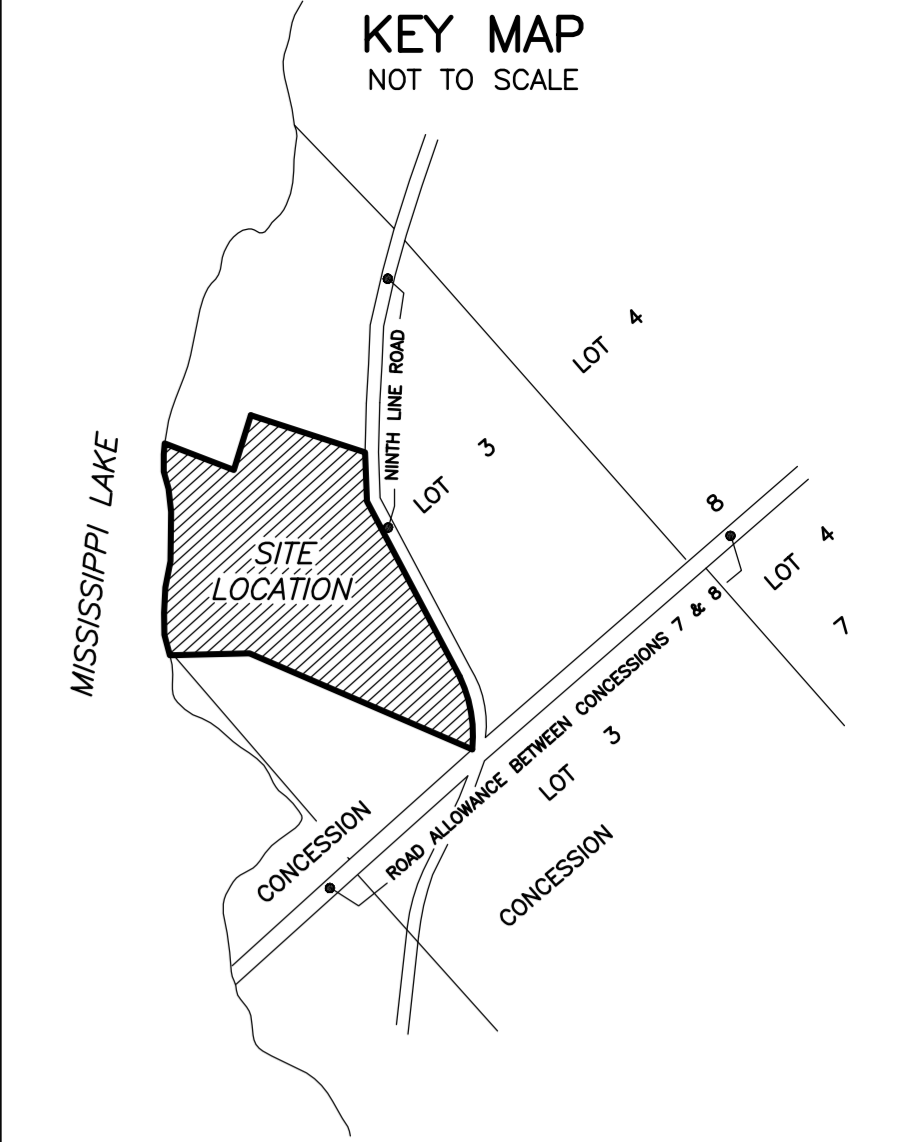 KEY MAP
NOT TO SCALE
LOT 4
NINTH LINE ROAD
LOT 3
MISSISSIPPI LAKE
SITE
LOCATION
8
LOT 4
7
ROAD ALLOWANCE BETWEEN CONCESSIONS 7 & 8
LOT 3
CONCESSION
CONCESSION